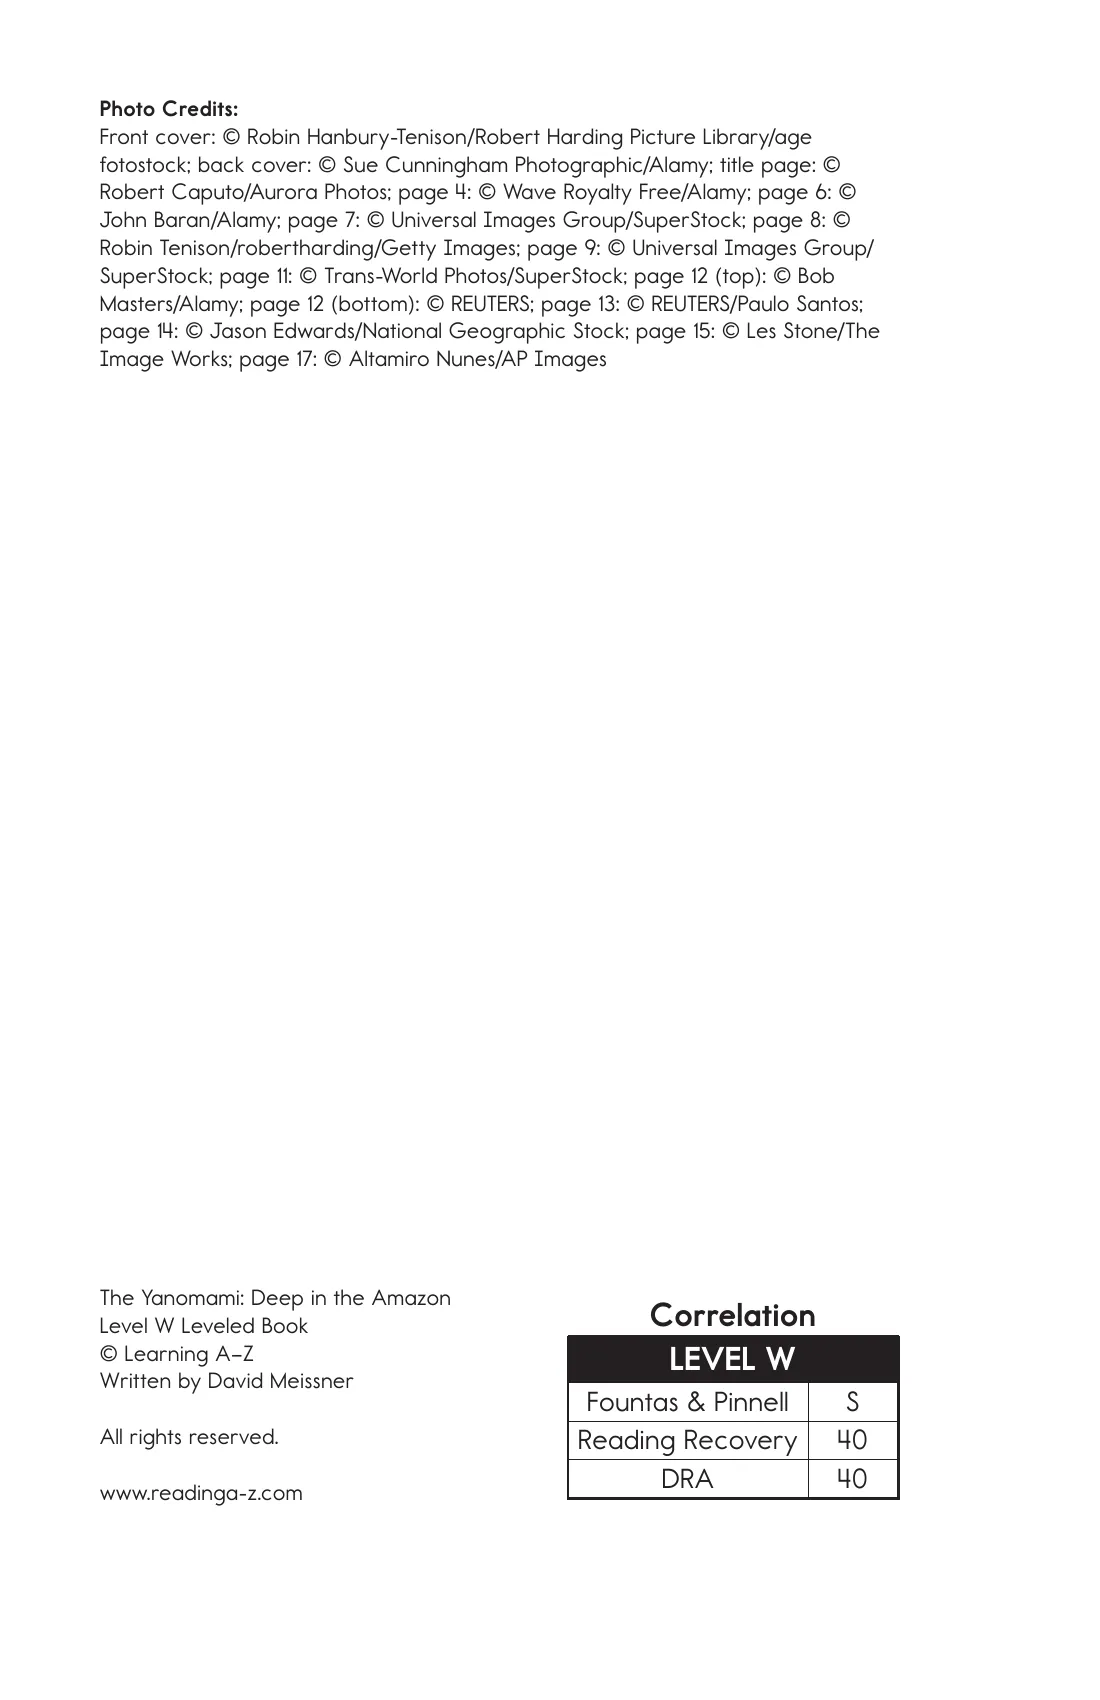 Photo Credits:
Front cover: © Robin Hanbury-Tenison/Robert Harding Picture Library/age
fotostock; back cover: © Sue Cunningham Photographic/Alamy; title page: ©
Robert Caputo/Aurora Photos; page 4: © Wave Royalty Free/Alamy; page 6: ©
John Baran/Alamy; page 7: © Universal Images Group/SuperStock; page 8: ©
Robin Tenison/robertharding/Getty Images; page 9: © Universal Images Group/
SuperStock; page 11: © Trans-World Photos/SuperStock; page 12 (top): © Bob
Masters/Alamy; page 12 (bottom): © REUTERS; page 13: © REUTERS/Paulo Santos;
page 14: © Jason Edwards/National Geographic Stock; page 15: © Les Stone/The
Image Works; page 17: © Altamiro Nunes/AP Images
The Yanomami: Deep in the Amazon
Level W Leveled Book
© Learning A–Z
Written by David Meissner
All rights reserved.
www.readinga-z.com
Correlation
LEVEL W
Fountas & Pinnell S
Reading Recovery 40
DRA 40